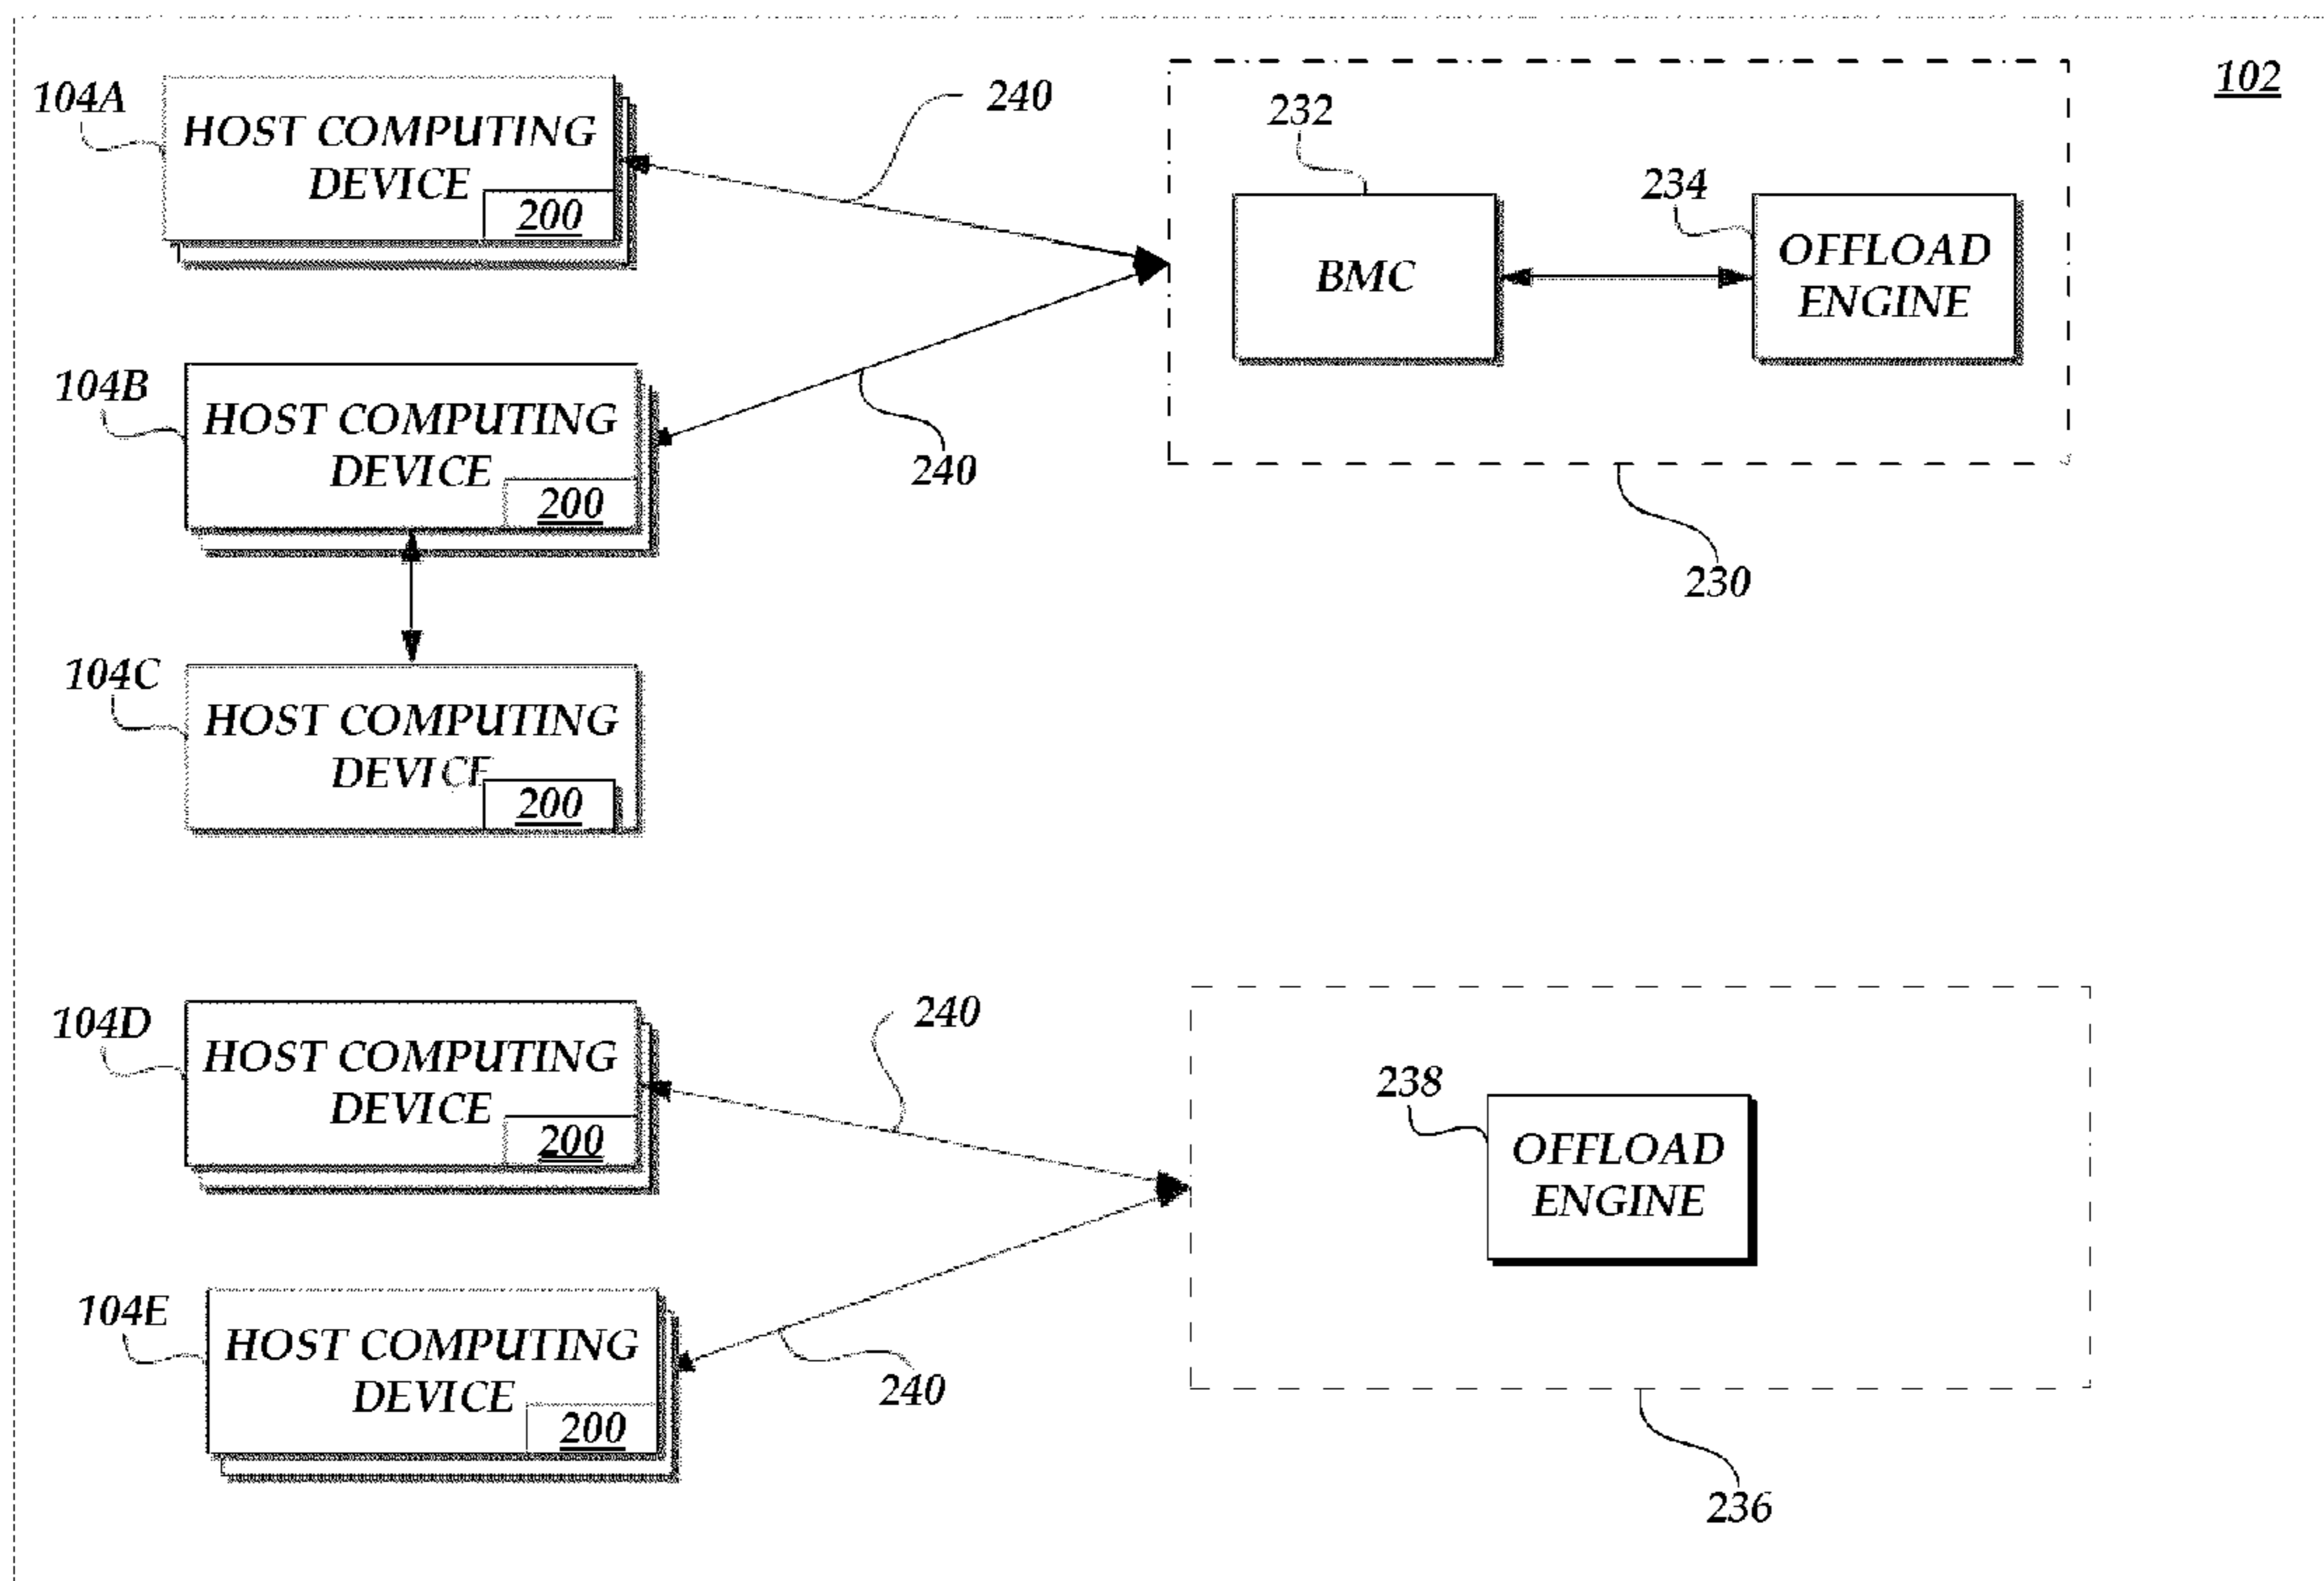 102
104A
HOST COMPUTING
DEVICE
200
240
232
BMC
234
OFFLOAD
ENGINE
104B
HOST COMPUTING
DEVICE
200
240
230
104C
HOST COMPUTING
DEVICE
200
104D
HOST COMPUTING
DEVICE
200
240
238
OFFLOAD
ENGINE
104E
HOST COMPUTING
DEVICE
200
240
236